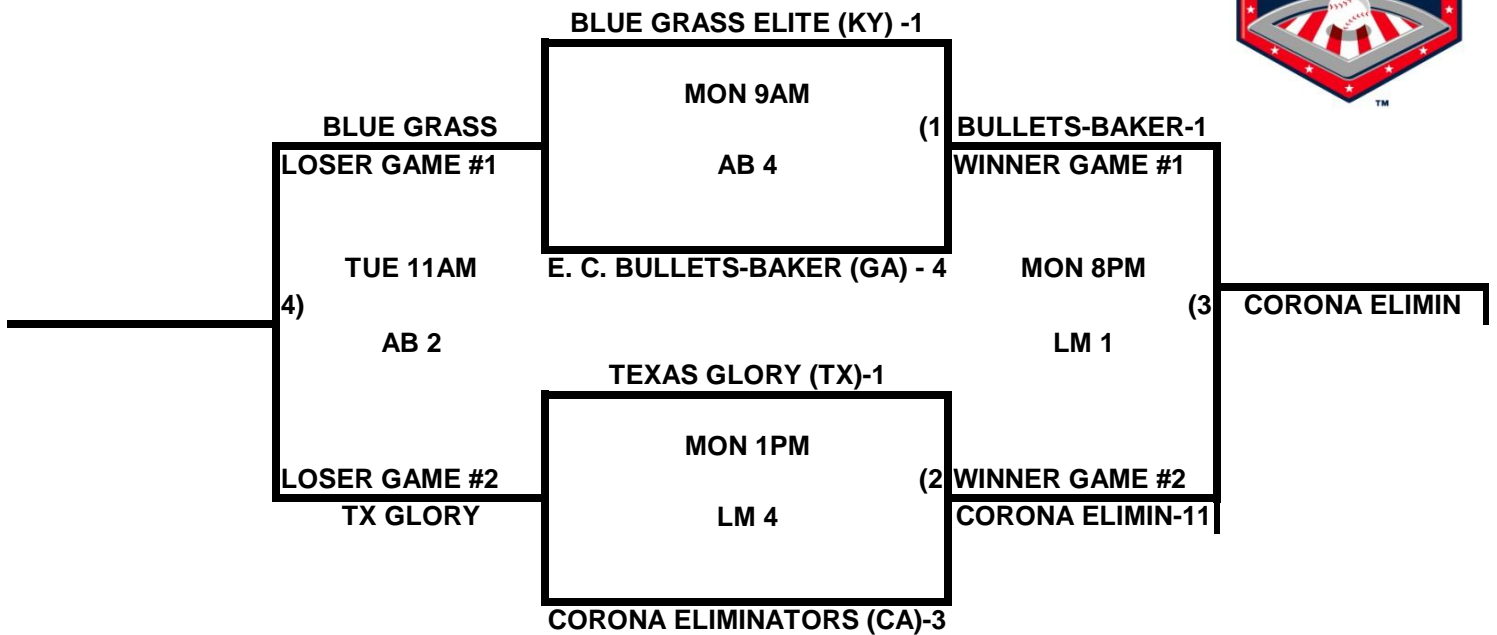 BLUE GRASS ELITE (KY) -1
MON 9AM
TM
BLUE GRASS
(1 BULLETS-BAKER-1
LOSER GAME #1
AB 4
WINNER GAME #1
TUE 11AM
E. C. BULLETS-BAKER (GA) - 4
MON 8PM
4)
(3 CORONA ELIMIN
AB 2
LM 1
TEXAS GLORY (TX)-1
MON 1PM
LOSER GAME #2
(2 WINNER GAME #2
TX GLORY
LM 4
CORONA ELIMIN-11
CORONA ELIMINATORS (CA)-3